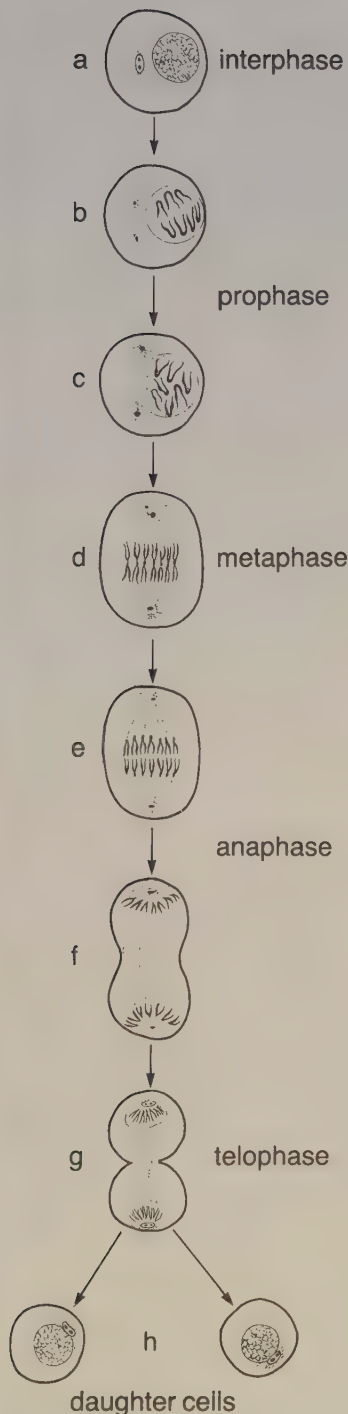 a interphase
b
prophase
c
d metaphase
e
anaphase
f
g telophase
h
daughter cells